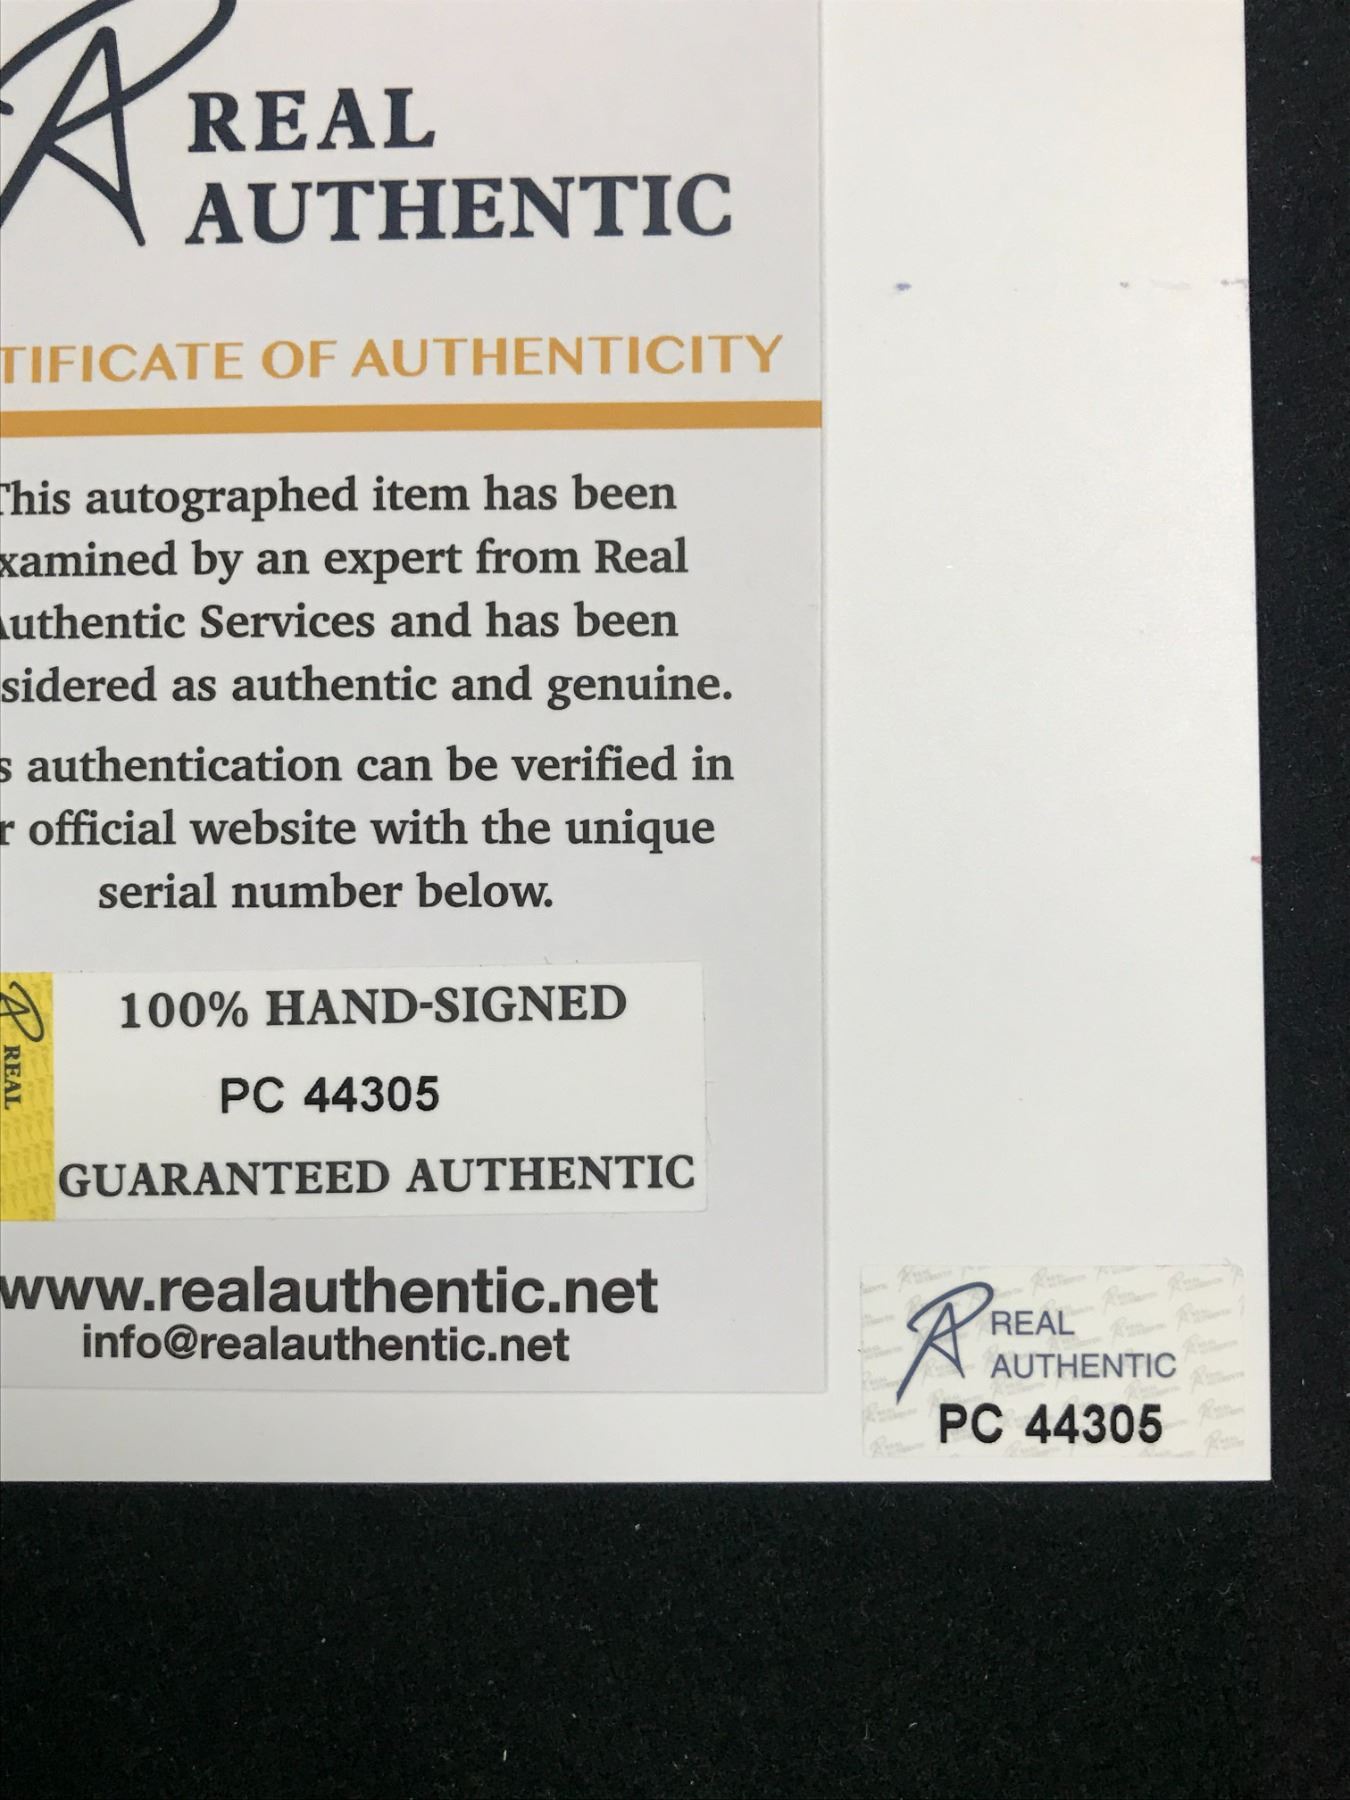 REAL
AUTHENTIC
TIFICATE OF AUTHENTICITY
This autographed item has been
xamined by an expert from Real
Authentic Services and has been
sidered as authentic and genuine.
s authentication can be verified in
r official website with the unique
serial number below.
REAL
100% HAND-SIGNED
PC 44305
GUARANTEED AUTHENTIC
www.realauthentic.net
info@realauthentic.net
REAL
AUTHENTIC
PC 44305